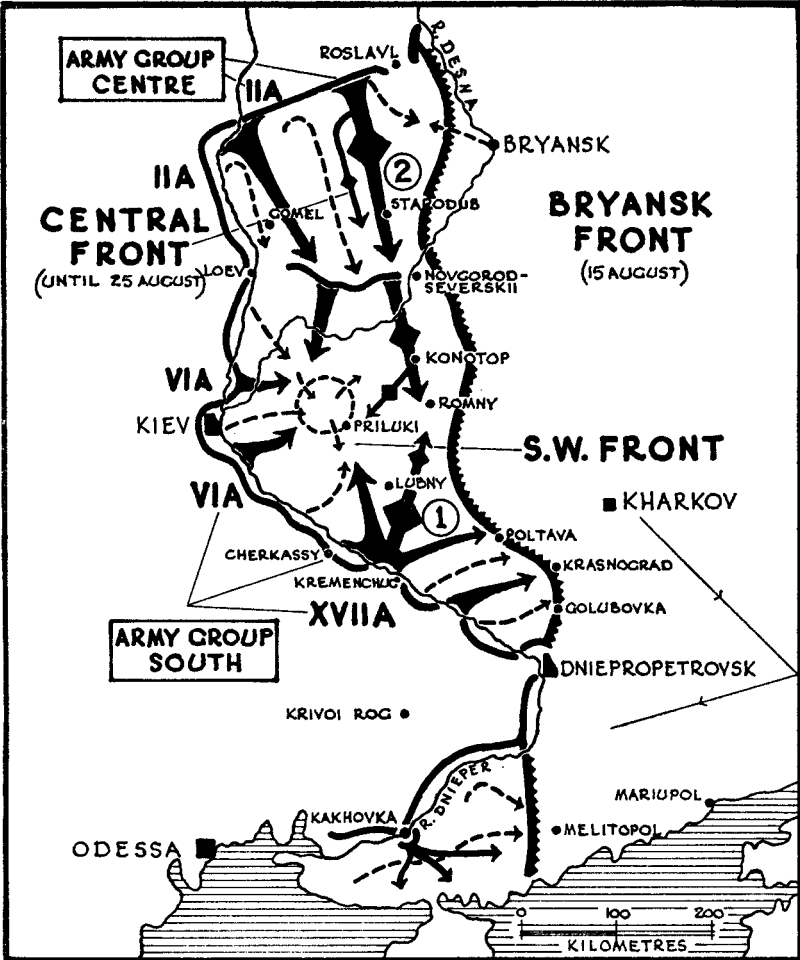 R. DESNA
ROSLAVL
ARMY GROUP
CENTRE
IIA
BRYANSK
IIA
2
STARODUB
CENTRAL
FRONT
(UNTIL 25 AUGUST)
GOMEL
BRYANSK
FRONT
(15 AUGUST)
LOEV
NOVGOROD-
SEVERSKII
KONOTOP
VIA
ROMNY
KIEV
PRILUKI
S.W. FRONT
LUBNY
VIA
1
KHARKOV
POLTAVA
CHERKASSY
KRASNOGRAD
KREMENCHUG
XVIIA
GOLUBOVKA
ARMY GROUP
SOUTH
DNIEPROPETROVSK
KRIVOI ROG
R. DNIEPER
MARIUPOL
KAKHOVKA
MELITOPOL
ODESSA
0 100 200
KILOMETRES